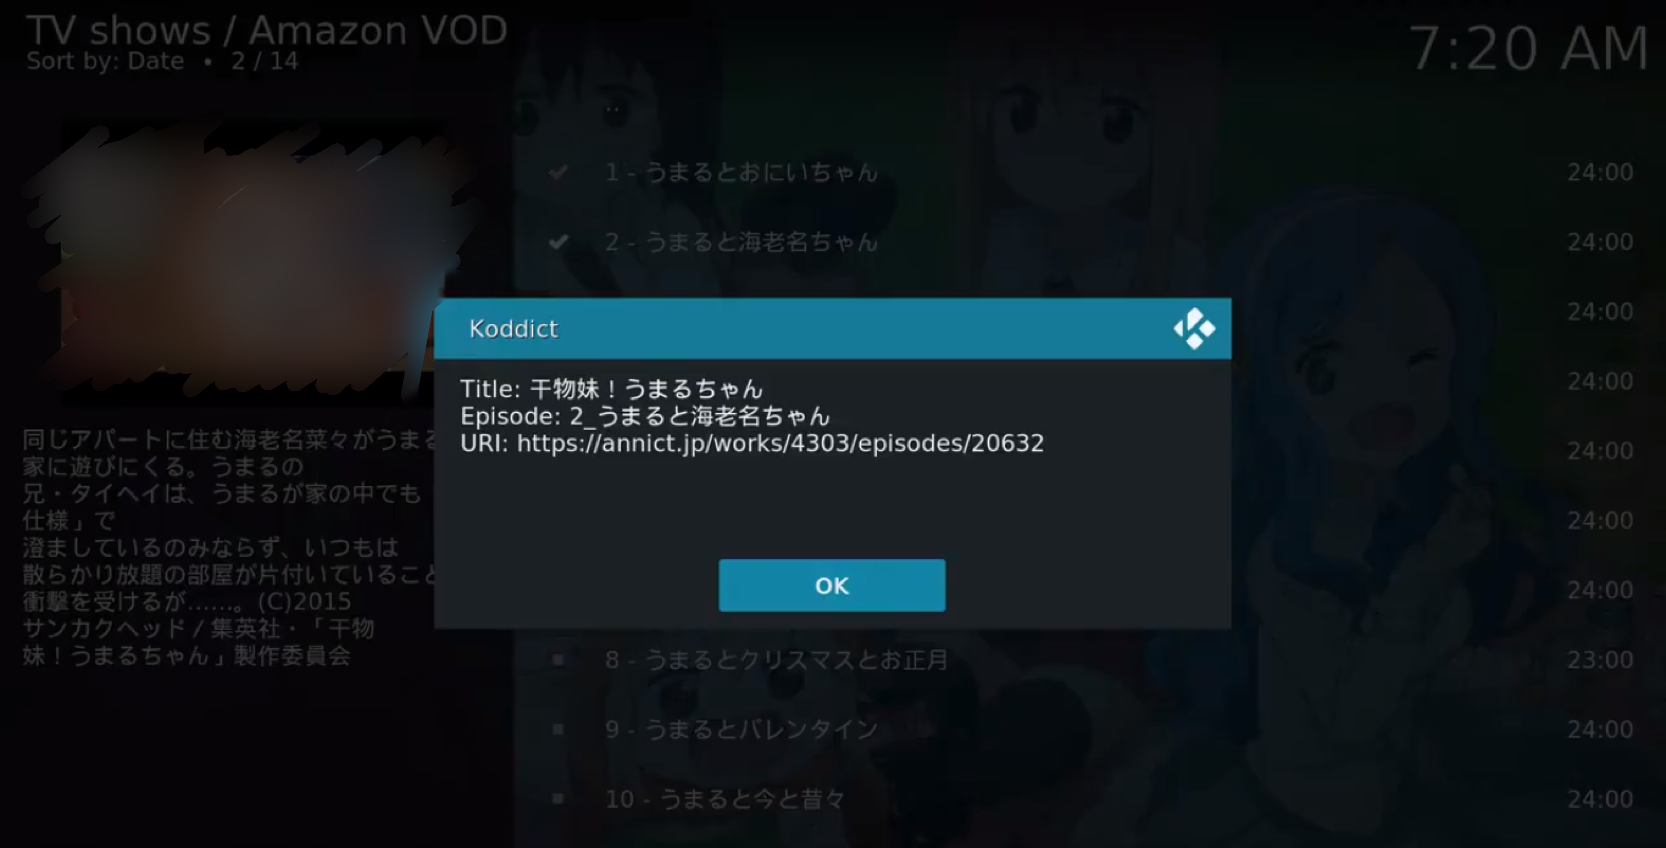 TV shows / Amazon VOD
Sort by: Date • 2 / 14
7:20 AM
1 - うまるとおにいちゃん 24:00
2 - うまると海老名ちゃん 24:00
24:00
24:00
24:00
24:00
24:00
Koddict
Title: 干物妹！うまるちゃん
Episode: 2_うまると海老名ちゃん
URI: https://annict.jp/works/4303/episodes/20632
OK
同じアパートに住む海老名菜々がうまる
家に遊びにくる。うまるの
兄・タイヘイは、うまるが家の中でも
仕様」で
澄ましているのみならず、いつもは
散らかり放題の部屋が片付いていること
衝撃を受けるが……。(C)2015
サンカクヘッド / 集英社・「干物
妹！うまるちゃん」製作委員会
8 - うまるとクリスマスとお正月 23:00
9 - うまるとバレンタイン 24:00
10 - うまると今と昔々 24:00